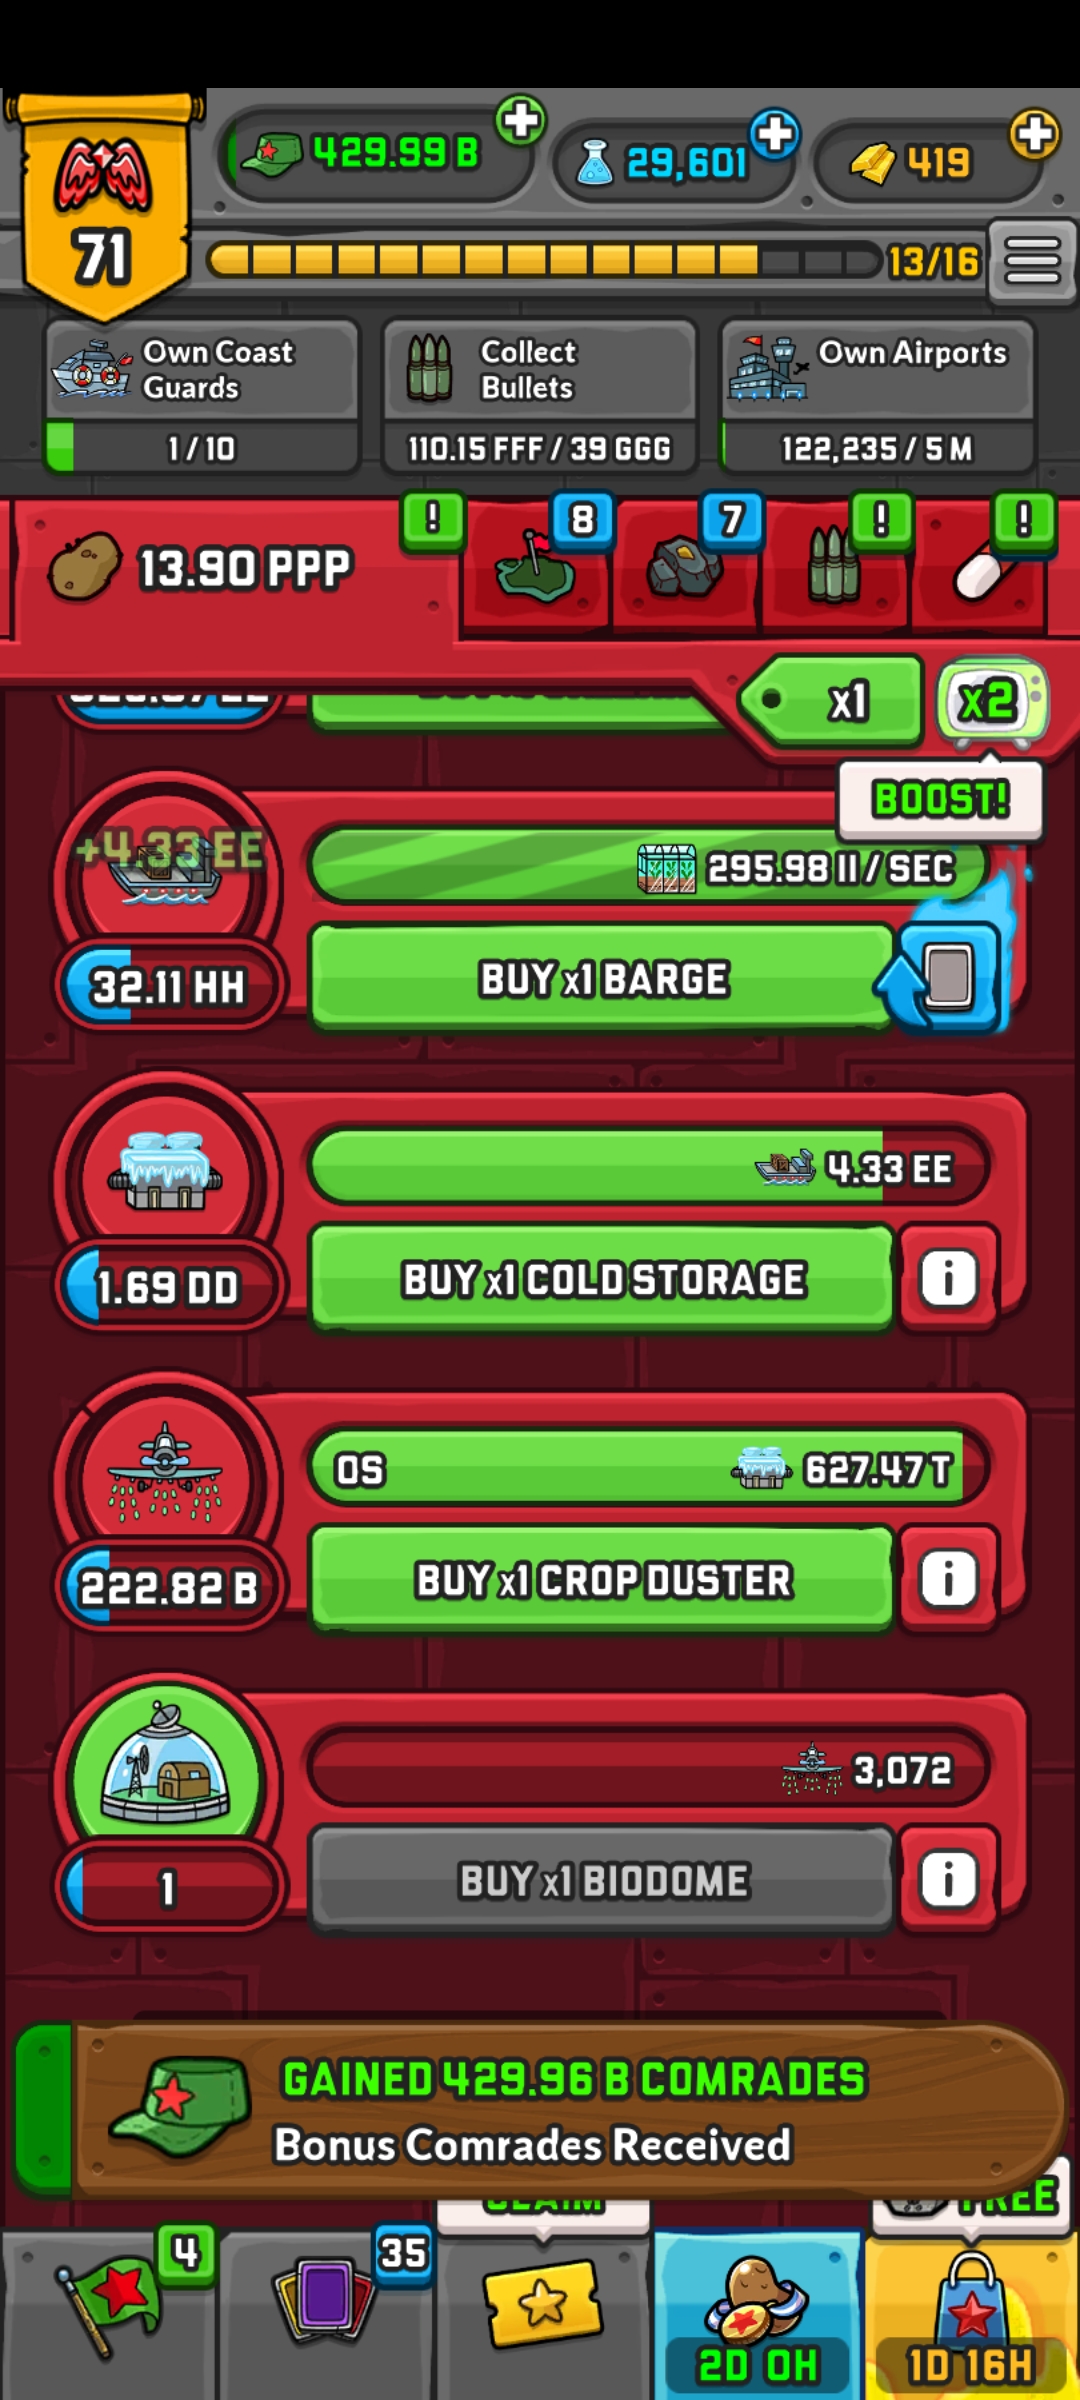 429.99 B
29,601
419
71
13/16
Own Coast
Guards
1/10
Collect
Bullets
110.15 FFF/39 GGG
Own Airports
122,235/5 M
13.90 PPP
!
8
7
!
!
x1
x2
BOOST!
+4.33 EE
295.98 II/SEC
32.11 HH
BUY x1 BARGE
4.33 EE
1.69 DD
BUY x1 COLD STORAGE
i
0S
627.47 T
222.82 B
BUY x1 CROP DUSTER
i
3,072
1
BUY x1 BIODOME
i
GAINED 429.96 B COMRADES
Bonus Comrades Received
CLAIM
FREE
4
35
2D 0H
1D 16H